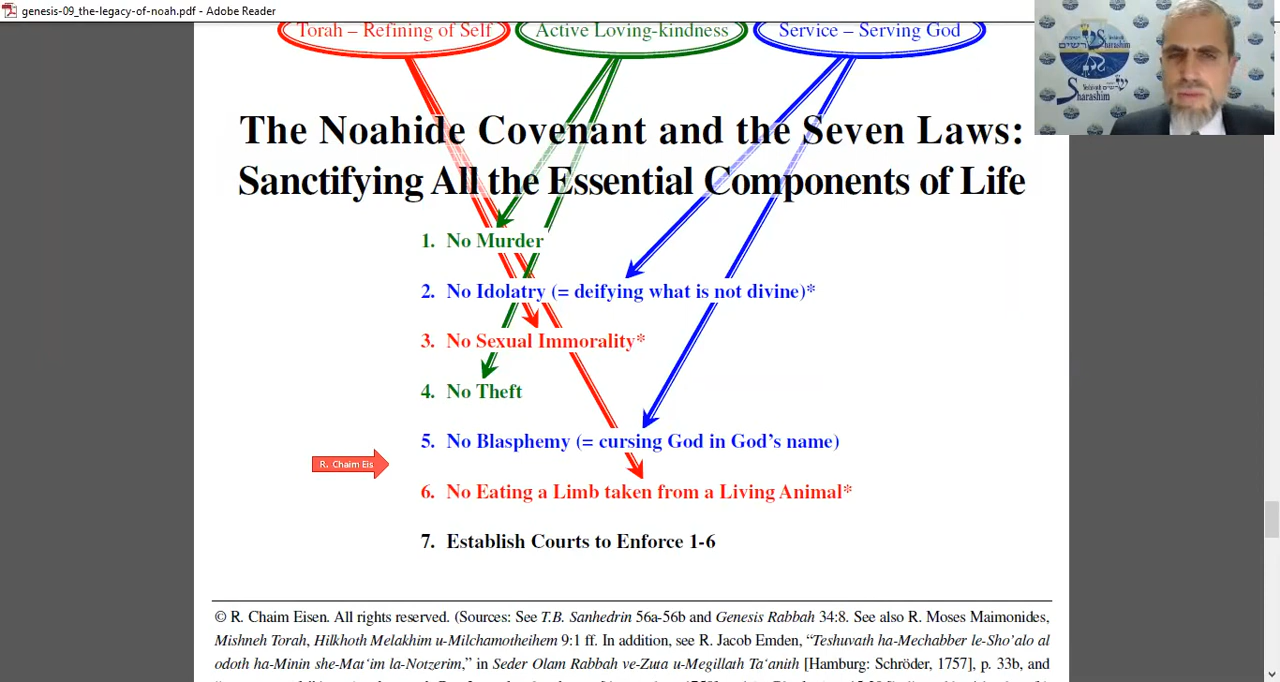 genesis-09_the-legacy-of-noah.pdf - Adobe Reader
Torah – Refining of Self
Active Loving-kindness
Service – Serving God
The Noahide Covenant and the Seven Laws:
Sanctifying All the Essential Components of Life
1. No Murder
2. No Idolatry (= deifying what is not divine)*
3. No Sexual Immorality*
4. No Theft
5. No Blasphemy (= cursing God in God’s name)
R. Chaim Eis
6. No Eating a Limb taken from a Living Animal*
7. Establish Courts to Enforce 1-6
© R. Chaim Eisen. All rights reserved. (Sources: See T.B. Sanhedrin 56a-56b and Genesis Rabbah 34:8. See also R. Moses Maimonides,
Mishneh Torah, Hilkhoth Melakhim u-Milchamotheihem 9:1 ff. In addition, see R. Jacob Emden, “Teshuvath ha-Mechabber le-Sho’alo al
odoth ha-Minin she-Mat‘im la-Notzerim,” in Seder Olam Rabbah ve-Zuta u-Megillath Ta‘anith [Hamburg: Schröder, 1757], p. 33b, and
Sharashim
שרשים
Yeshivath
Sharashim